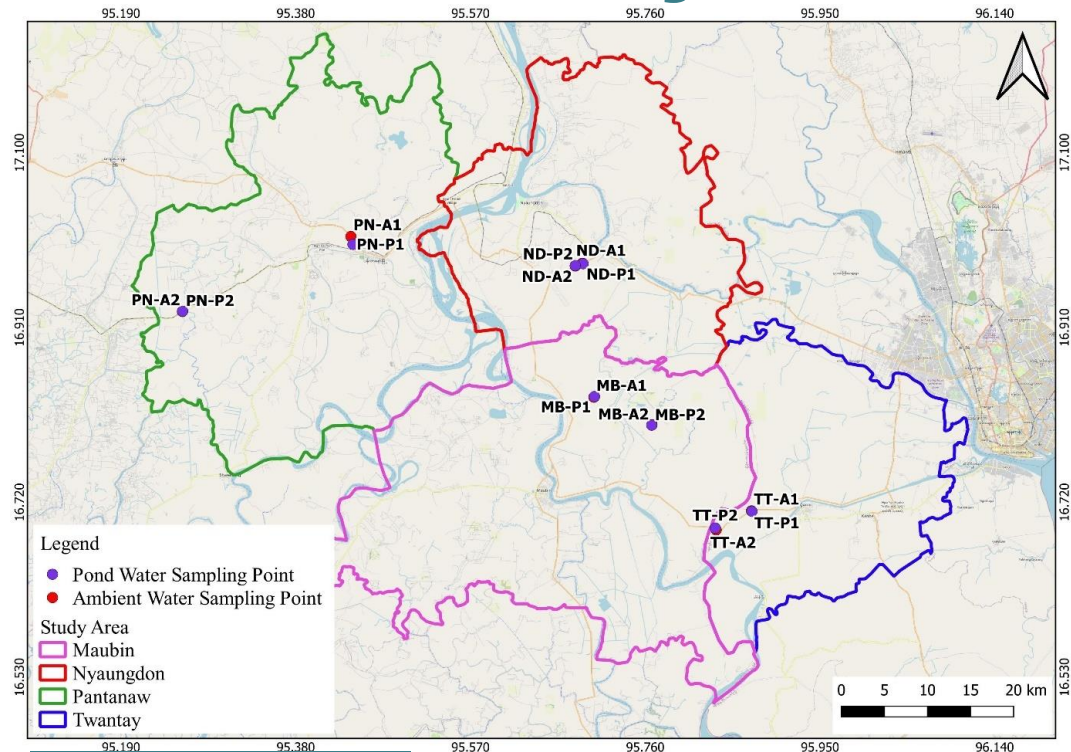 95.190 95.380 95.570 95.760 95.950 96.140
17.100 17.100
PN-A1
PN-P1
ND-P2 ND-A1
ND-A2 ND-P1
PN-A2 PN-P2
16.910 16.910
MB-A1
MB-P1 MB-A2 MB-P2
16.720 16.720
TT-A1
TT-P2 TT-P1
TT-A2
Legend
Pond Water Sampling Point
Ambient Water Sampling Point
Study Area
Maubin
Nyaungdon
Pantanaw
Twantay
16.530 16.530
0 5 10 15 20 km
95.190 95.380 95.570 95.760 95.950 96.140